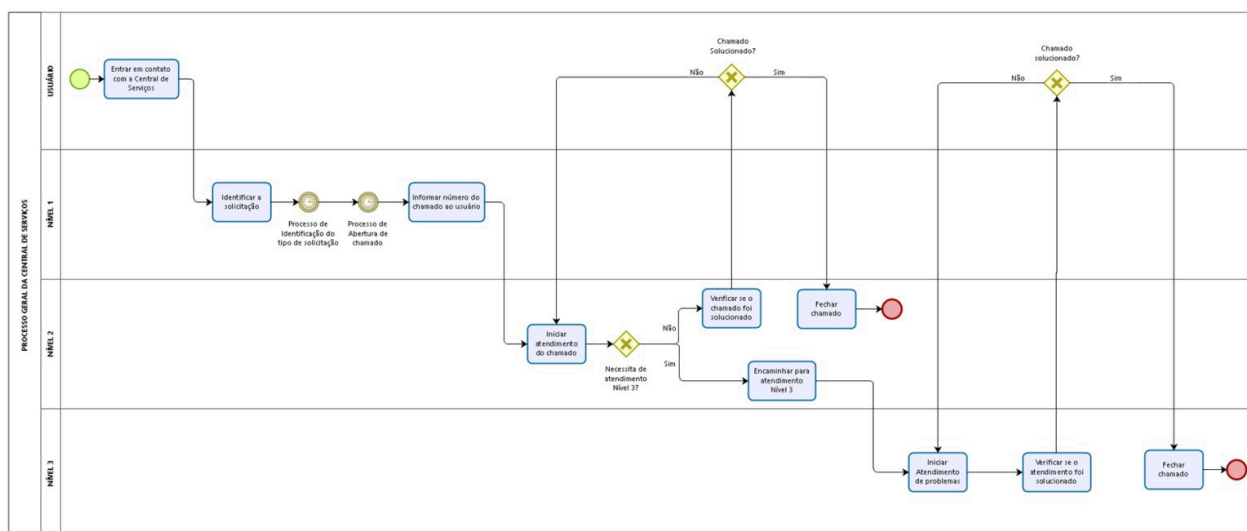 PROCESSO GERAL DA CENTRAL DE SERVIÇOS
USUÁRIO
Entrar em contato
com a Central de
Serviços
Chamado
Solucionado?
Não
Sim
Chamado
solucionado?
Não
Sim
NÍVEL 1
Identificar a
solicitação
Processo de
Identificação do
tipo de solicitação
Processo de
Abertura de
chamado
Informar número do
chamado ao usuário
NÍVEL 2
Iniciar
atendimento
do chamado
Necessita de
atendimento
Nível 3?
Não
Sim
Verificar se o
chamado foi
solucionado
Fechar
chamado
Encaminhar para
atendimento
Nível 3
NÍVEL 3
Iniciar
Atendimento
de problemas
Verificar se o
atendimento foi
solucionado
Fechar
chamado